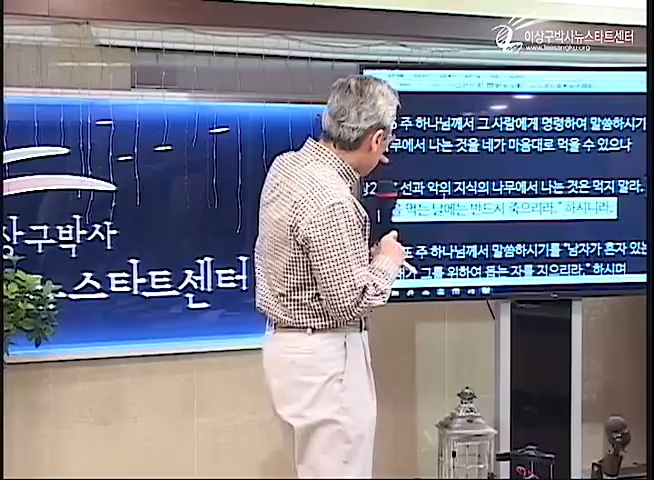 이상구박사뉴스타트센터
www.leesangku.org
주 하나님께서 그 사람에게 명령하여 말씀하시기
무에서 나는 것을 네가 마음대로 먹을 수 있으나
선과 악의 지식의 나무에서 나는 것은 먹지 말라.
먹는 날에는 반드시 죽으리라." 하시니라.
주 하나님께서 말씀하시기를 "남자가 혼자 있는
그를 위하여 돕는 자를 지으리라." 하시며
상구박사
뉴스타트센터